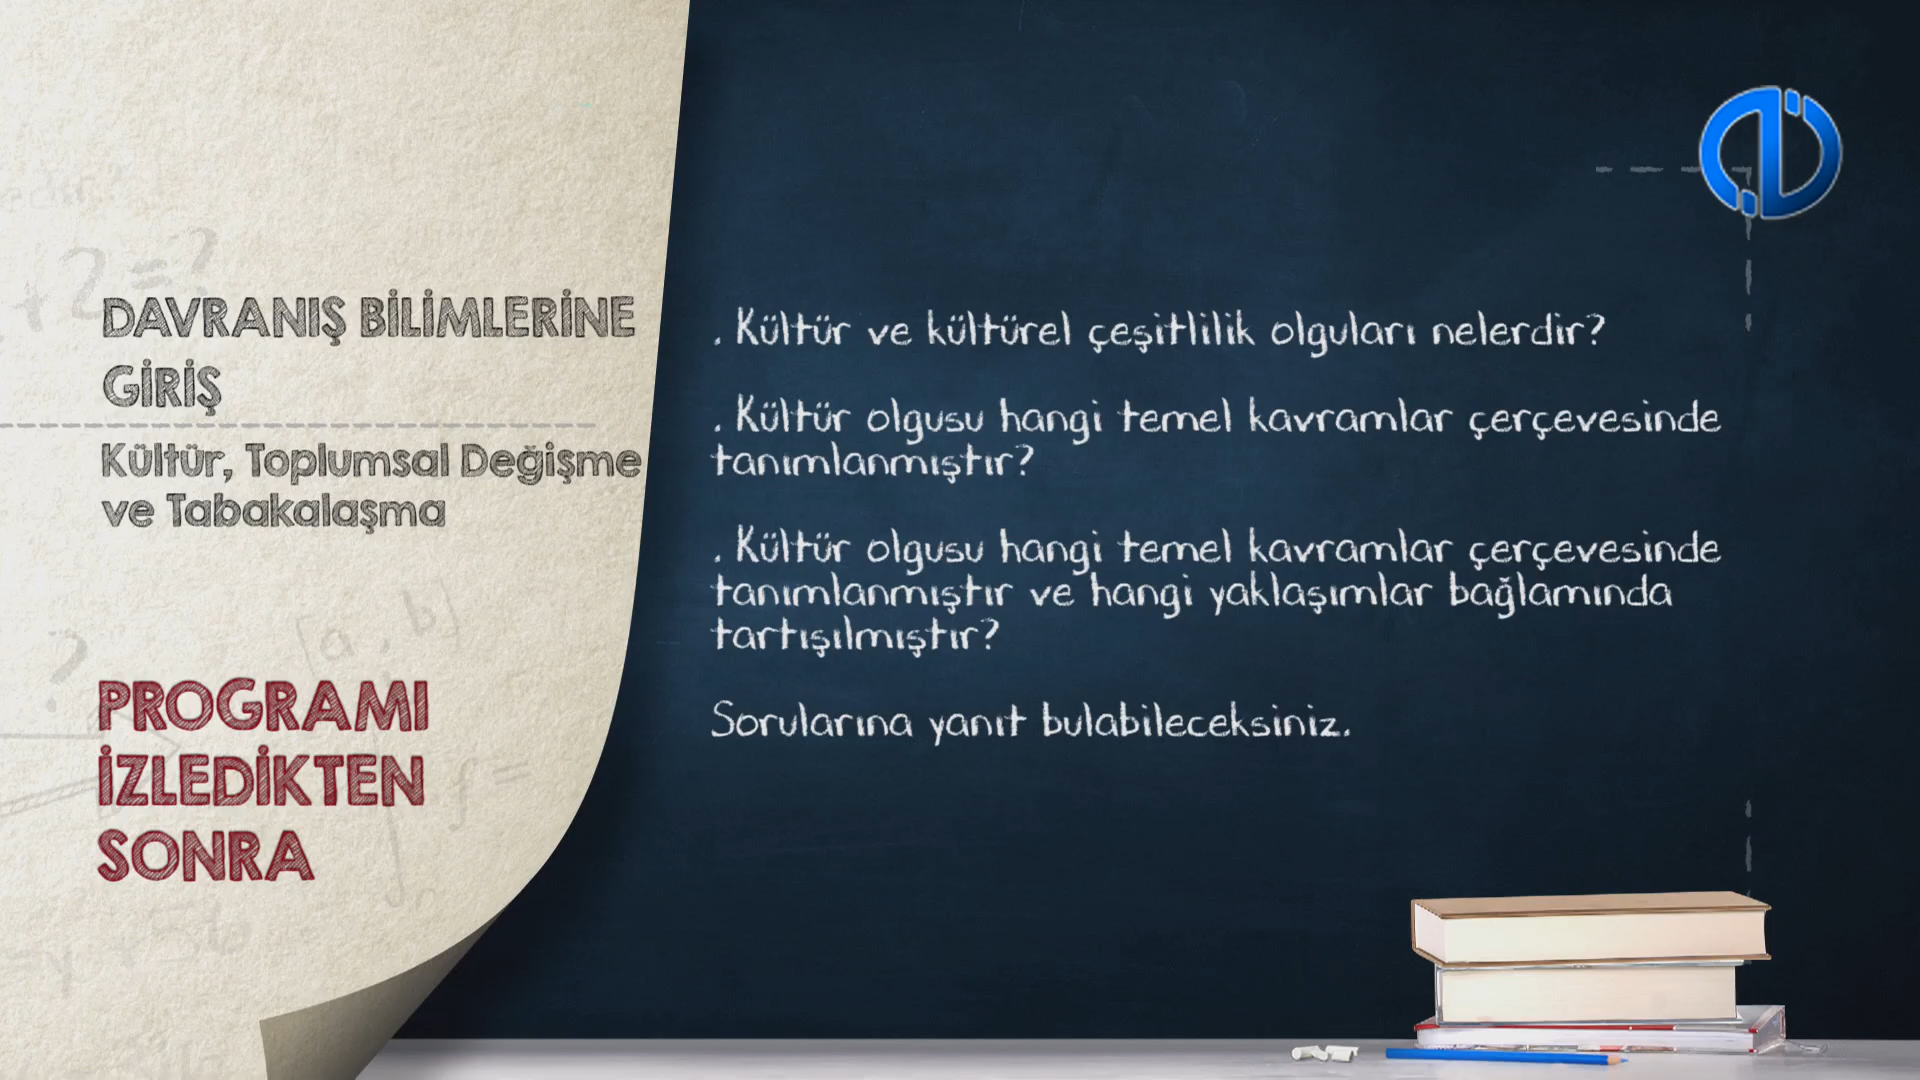 DAVRANIŞ BİLİMLERİNE
GİRİŞ
Kültür, Toplumsal Değişme
ve Tabakalaşma
PROGRAMI
İZLEDİKTEN
SONRA
. Kültür ve kültürel çeşitlilik olguları nelerdir?
. Kültür olgusu hangi temel kavramlar çerçevesinde
tanımlanmıştır?
. Kültür olgusu hangi temel kavramlar çerçevesinde
tanımlanmıştır ve hangi yaklaşımlar bağlamında
tartışılmıştır?
Sorularına yanıt bulabileceksiniz.